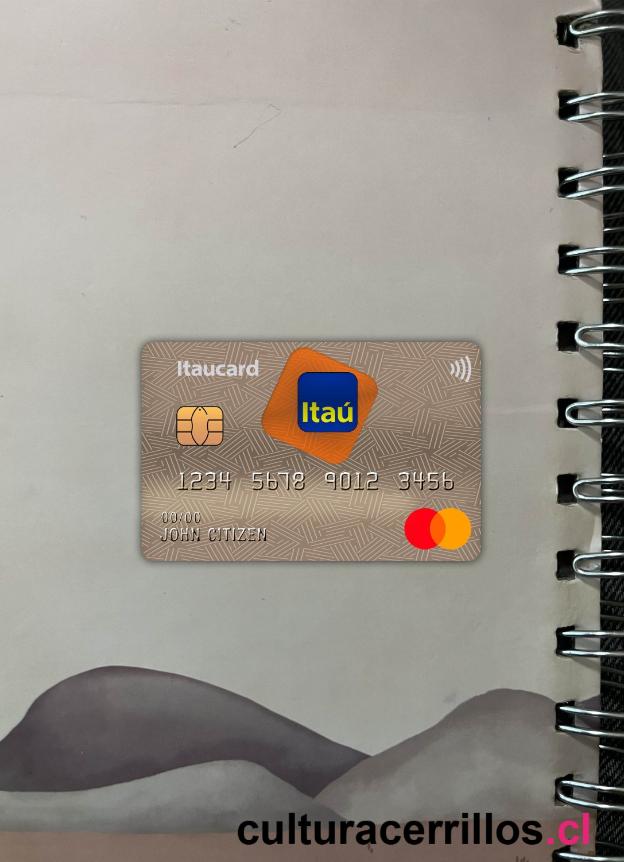 Itaucard
Itaú
1234 5678 9012 3456
00/00
JOHN CITIZEN
culturacerrillos.cl